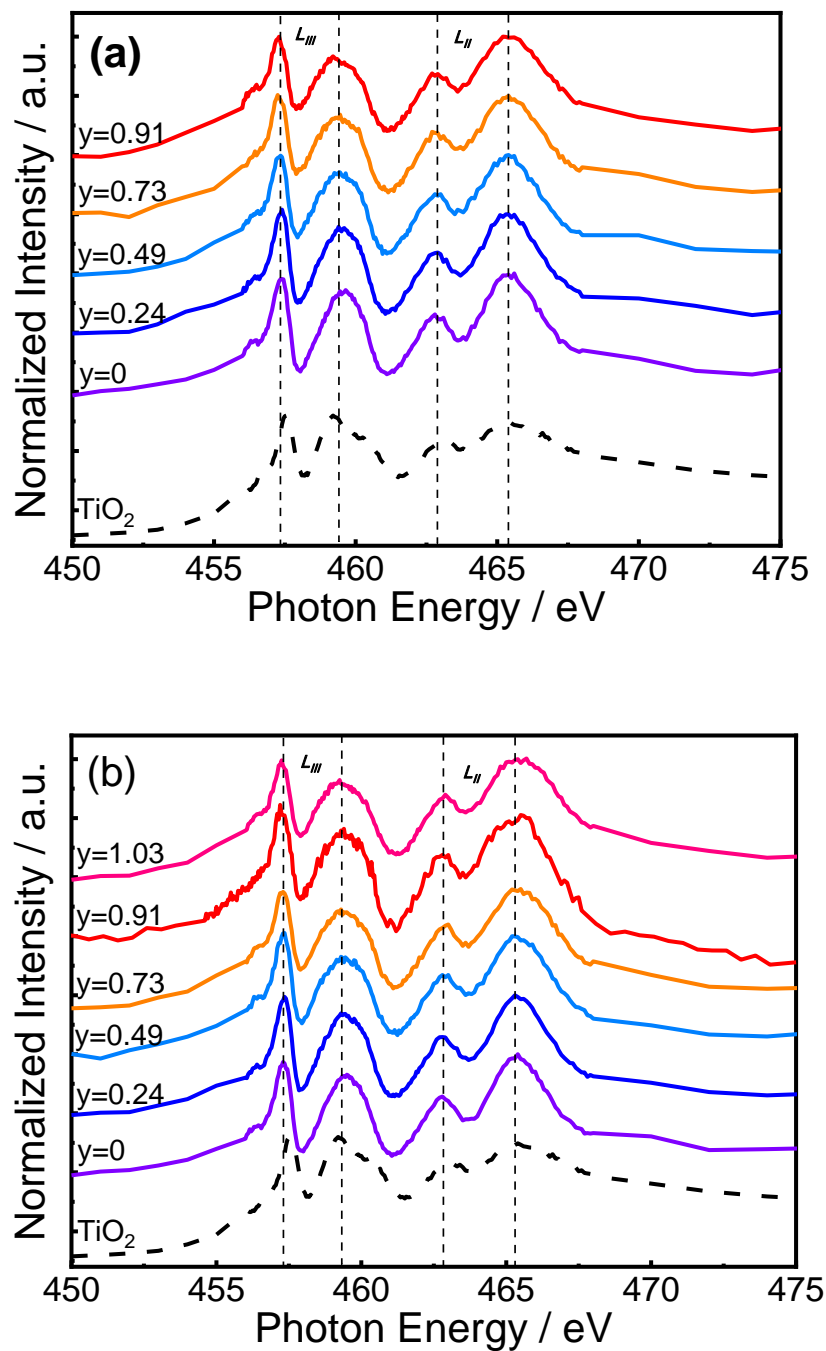 (a)
L_III
L_II
y=0.91
y=0.73
y=0.49
y=0.24
y=0
TiO₂
Normalized Intensity / a.u.
450 455 460 465 470 475
Photon Energy / eV
(b)
L_III
L_II
y=1.03
y=0.91
y=0.73
y=0.49
y=0.24
y=0
TiO₂
Normalized Intensity / a.u.
450 455 460 465 470 475
Photon Energy / eV